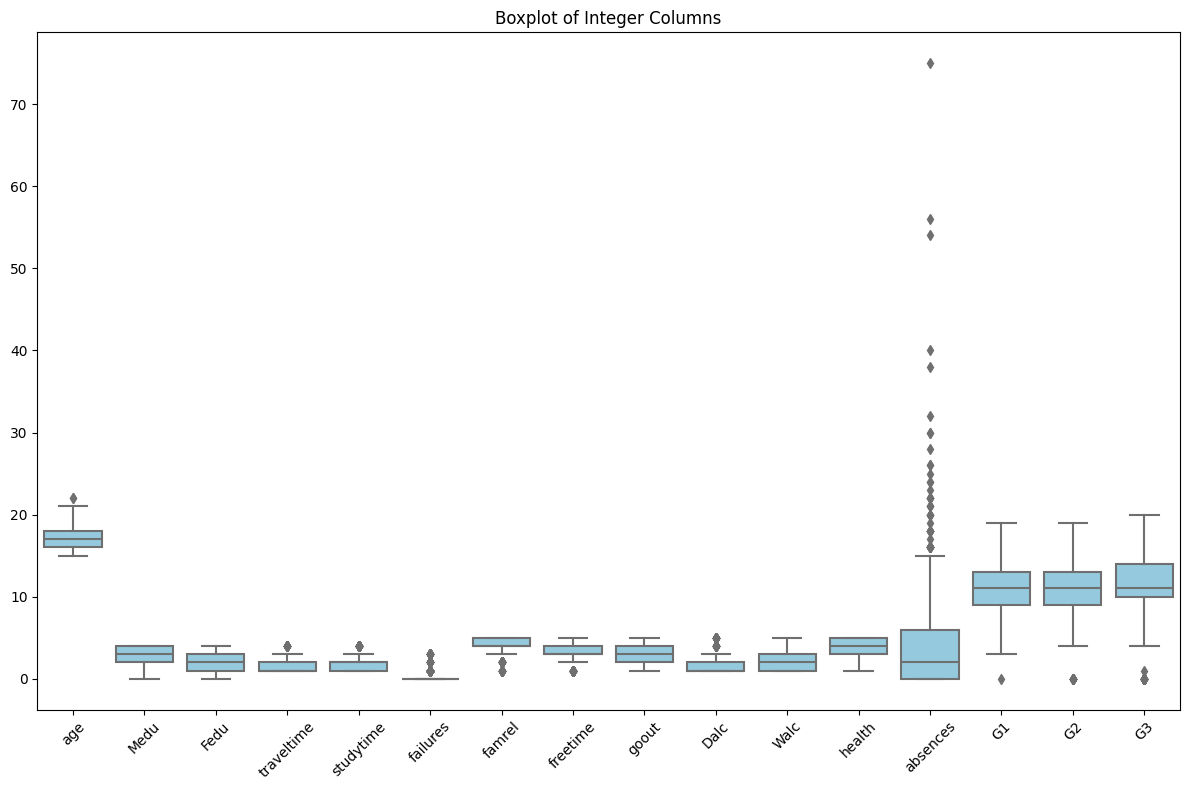 Boxplot of Integer Columns
70
60
50
40
30
20
10
0
age
Medu
Fedu
traveltime
studytime
failures
famrel
freetime
goout
Dalc
Walc
health
absences
G1
G2
G3